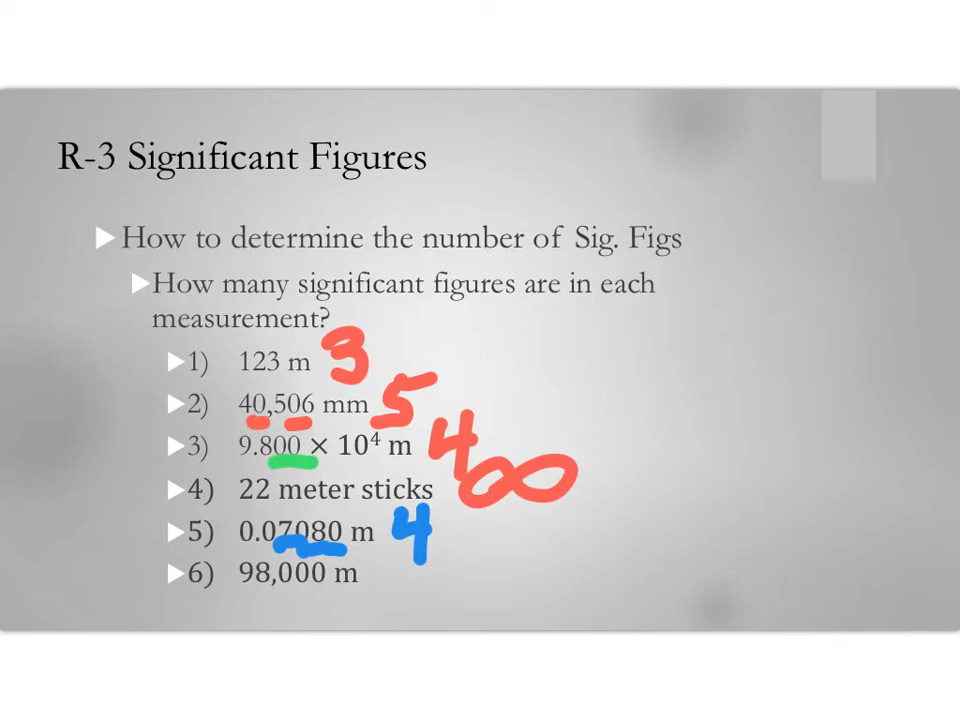 R-3 Significant Figures
How to determine the number of Sig. Figs
How many significant figures are in each
measurement?
1) 123 m 3
2) 40,506 mm 5
3) 9.800 × 10⁴ m 4
4) 22 meter sticks ∞
5) 0.07080 m 4
6) 98,000 m